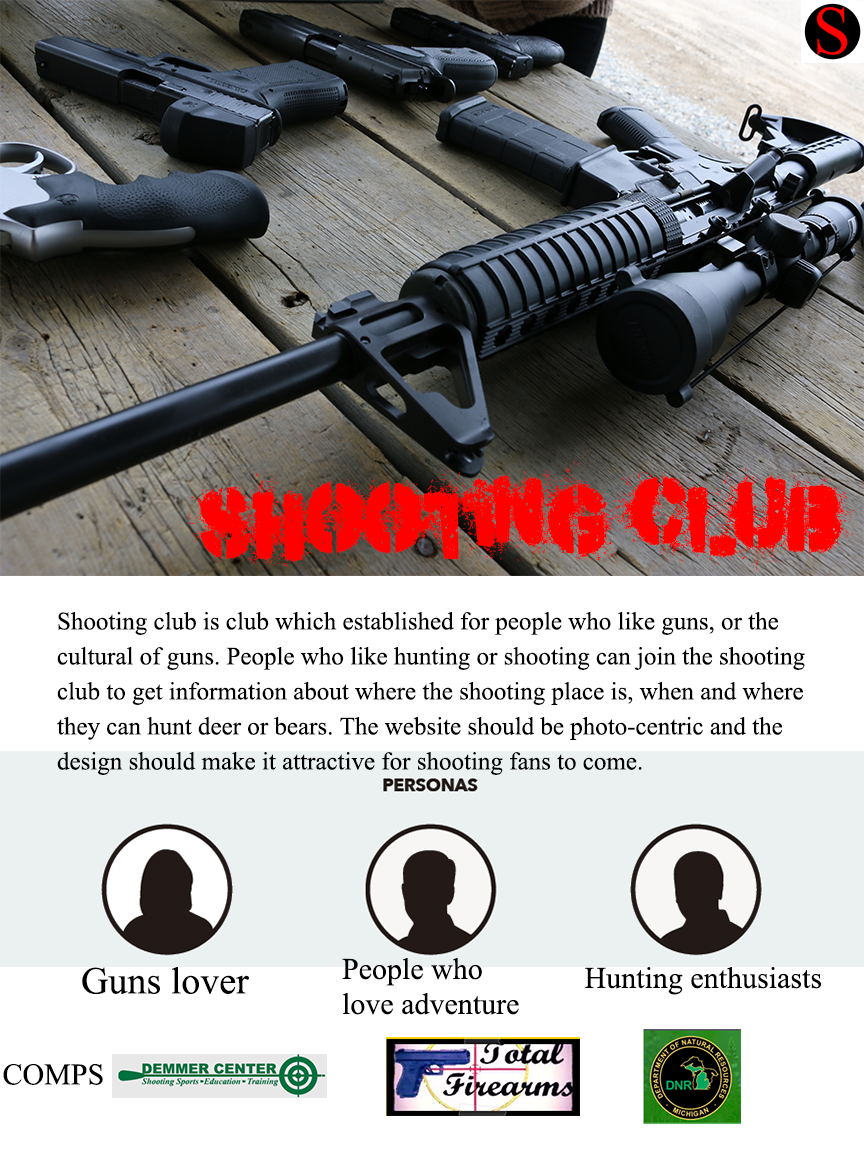 S
SHOOTING CLUB
Shooting club is club which established for people who like guns, or the
cultural of guns. People who like hunting or shooting can join the shooting
club to get information about where the shooting place is, when and where
they can hunt deer or bears. The website should be photo-centric and the
design should make it attractive for shooting fans to come.
PERSONAS
Guns lover
People who
love adventure
Hunting enthusiasts
COMPS
DEMMER CENTER
Shooting Sports • Education • Training
Total
Firearms
DEPARTMENT OF NATURAL RESOURCES
DNR
MICHIGAN